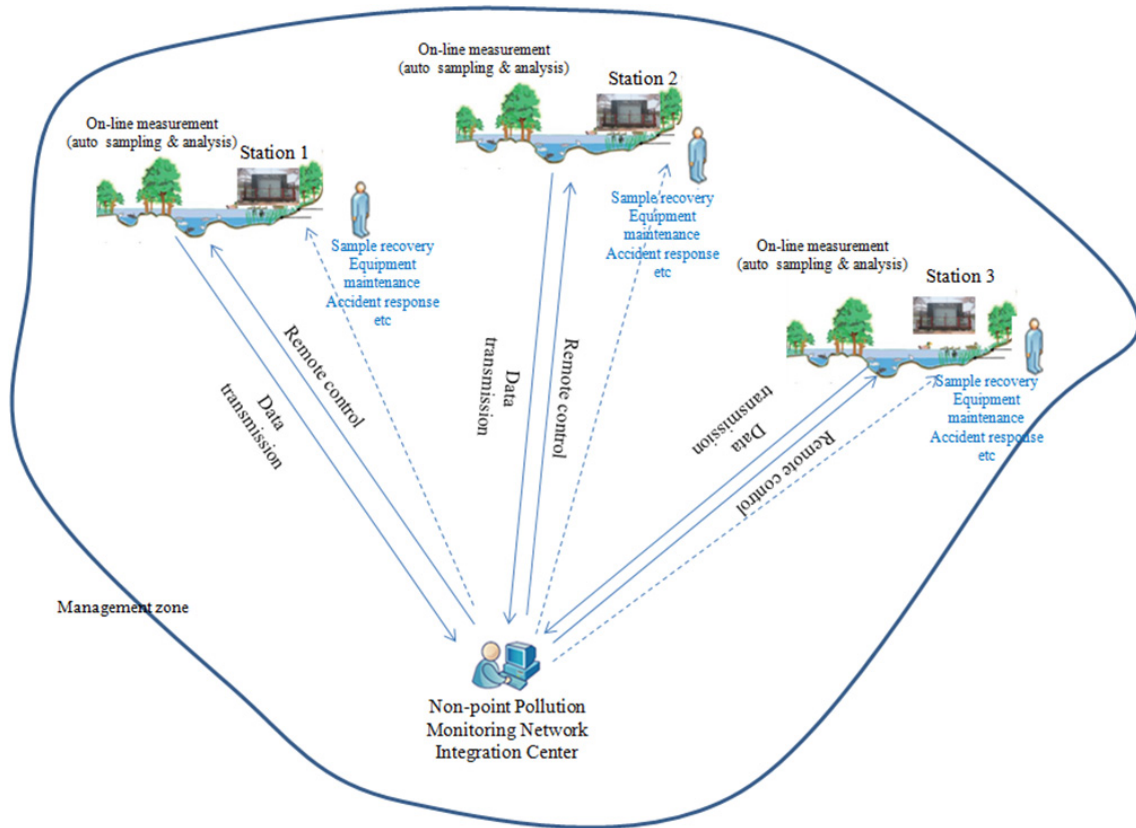 On-line measurement
(auto sampling & analysis)
Station 1
Sample recovery
Equipment
maintenance
Accident response
etc
On-line measurement
(auto sampling & analysis)
Station 2
Sample recovery
Equipment
maintenance
Accident response
etc
On-line measurement
(auto sampling & analysis)
Station 3
Sample recovery
Equipment
maintenance
Accident response
etc
Remote control
Data
transmission
Remote control
Data
transmission
Data
transmission
Remote control
Management zone
Non-point Pollution
Monitoring Network
Integration Center